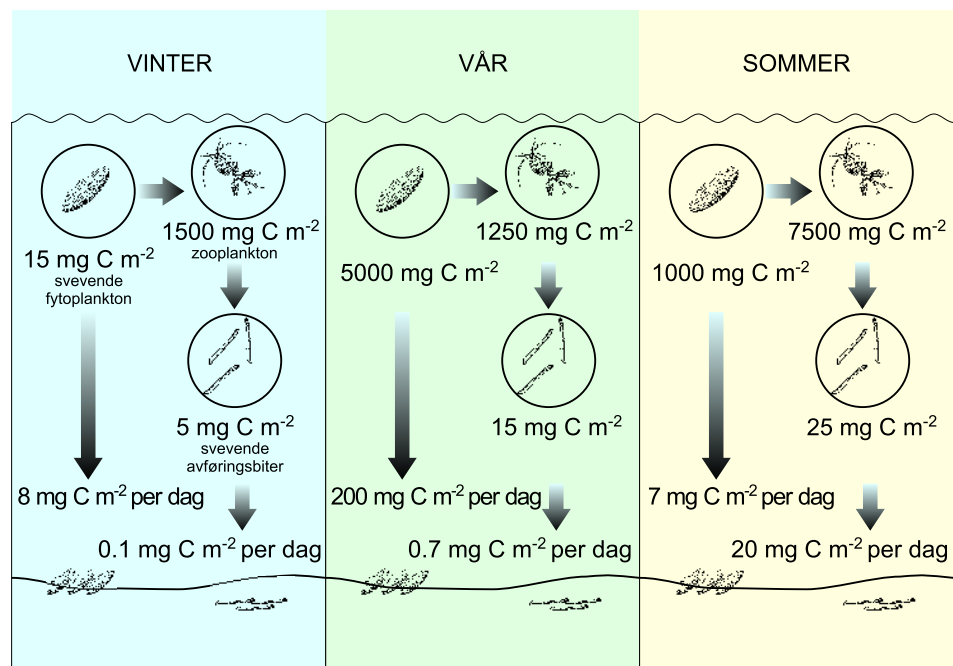 VINTER
1500 mg C m-2
zooplankton
15 mg C m-2
svevende
fytoplankton
5 mg C m-2
svevende
avføringsbiter
8 mg C m-2 per dag
0.1 mg C m-2 per dag
VÅR
1250 mg C m-2
5000 mg C m-2
15 mg C m-2
200 mg C m-2 per dag
0.7 mg C m-2 per dag
SOMMER
7500 mg C m-2
1000 mg C m-2
25 mg C m-2
7 mg C m-2 per dag
20 mg C m-2 per dag